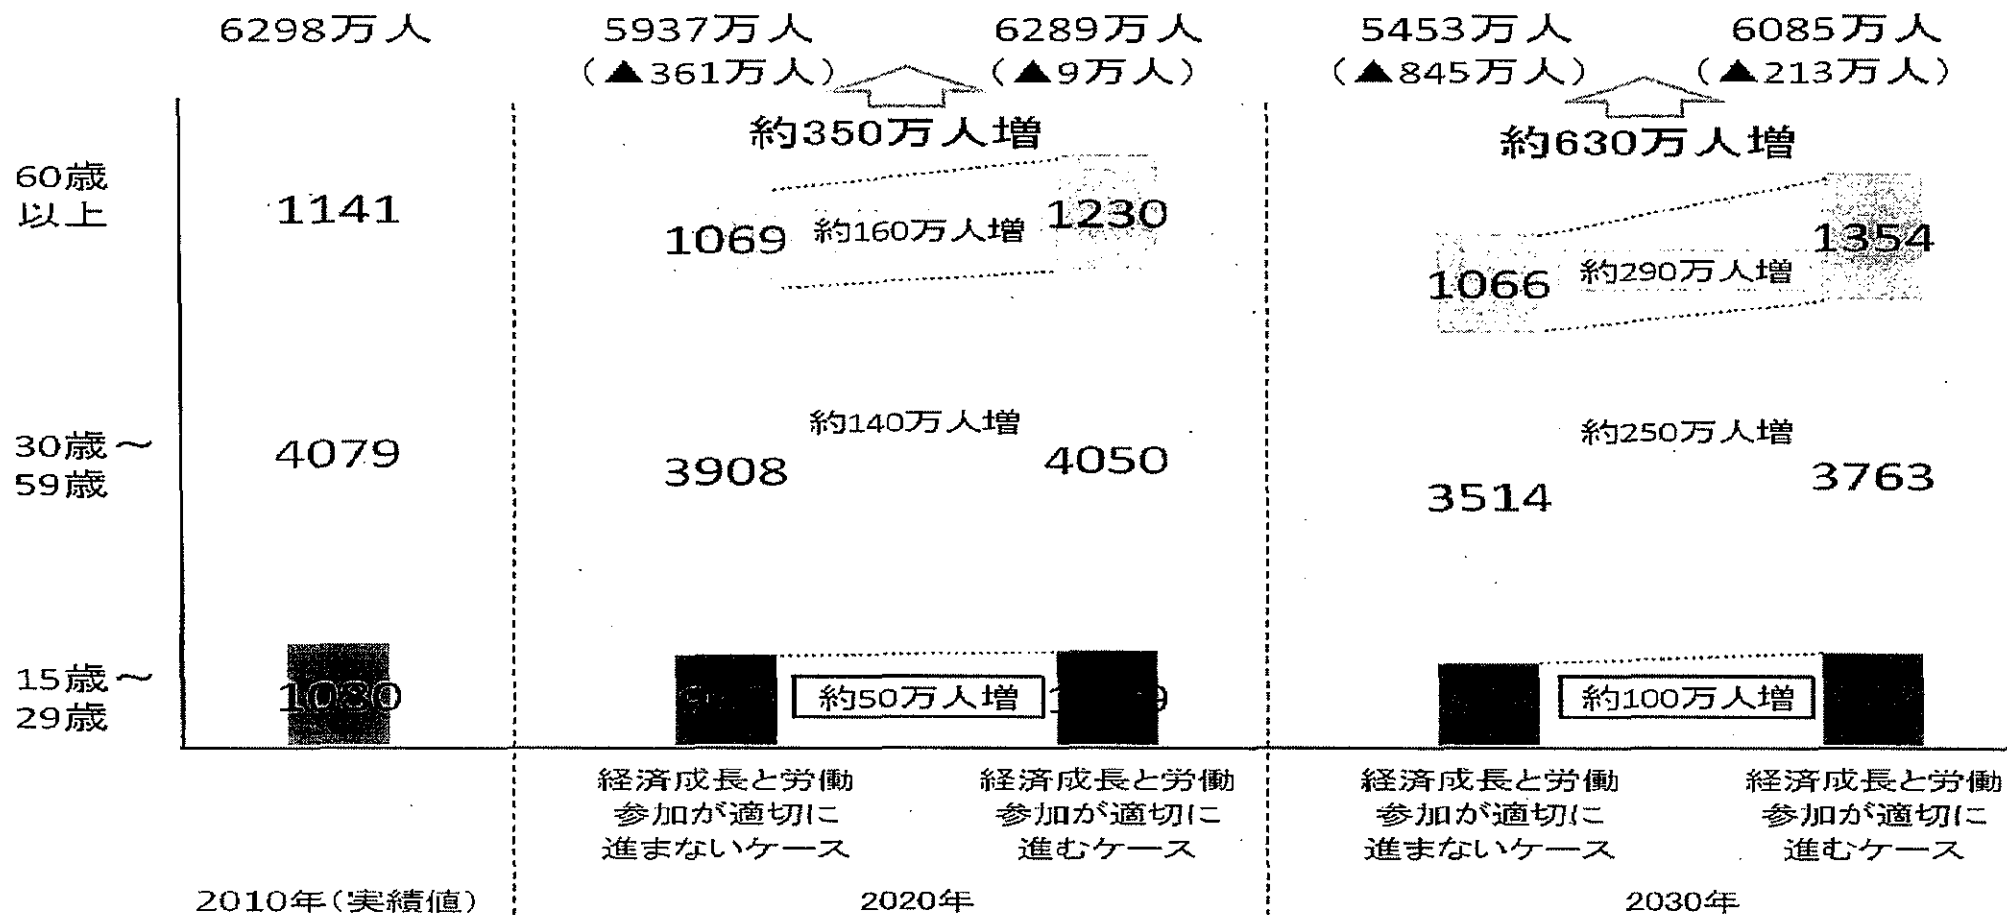 6298万人
5937万人
6289万人
5453万人
6085万人
(▲361万人)
(▲9万人)
(▲845万人)
(▲213万人)
約350万人増
約630万人増
60歳
以上
1141
1069
約160万人増
1230
1066
約290万人増
1354
30歳～
59歳
4079
3908
約140万人増
4050
3514
約250万人増
3763
15歳～
29歳
約50万人増
約100万人増
経済成長と労働
参加が適切に
進まないケース
経済成長と労働
参加が適切に
進むケース
経済成長と労働
参加が適切に
進まないケース
経済成長と労働
参加が適切に
進むケース
2010年(実績値)
2020年
2030年